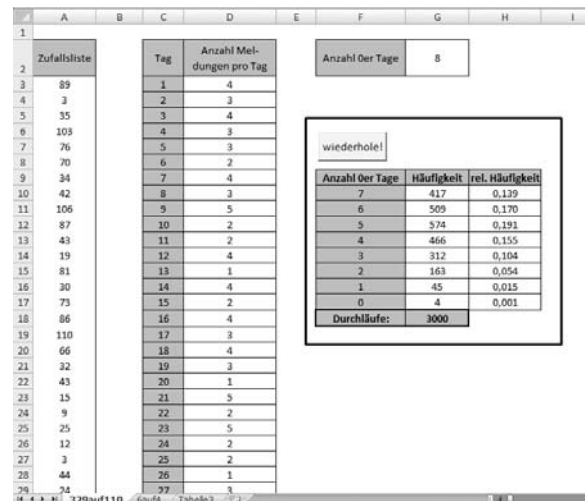 A B C D E F G H I
1
2 Zufallsliste Tag Anzahl Mel-
dungen pro Tag Anzahl 0er Tage 8
3 89 1 4
4 3 2 3
5 35 3 4
6 103 4 3
7 76 5 3 wiederhole!
8 70 6 2
9 34 7 4 Anzahl 0er Tage Häufigkeit rel. Häufigkeit
10 42 8 3 7 417 0,139
11 106 9 5 6 509 0,170
12 87 10 2 5 574 0,191
13 43 11 2 4 466 0,155
14 19 12 4 3 312 0,104
15 81 13 1 2 163 0,054
16 30 14 4 1 45 0,015
17 73 15 2 0 4 0,001
18 86 16 4 Durchläufe: 3000
19 110 17 3
20 66 18 4
21 32 19 3
22 43 20 1
23 15 21 5
24 9 22 2
25 25 23 5
26 12 24 2
27 3 25 2
28 44 26 1
29 24 27
329auf110 6auf4 Tabelle3